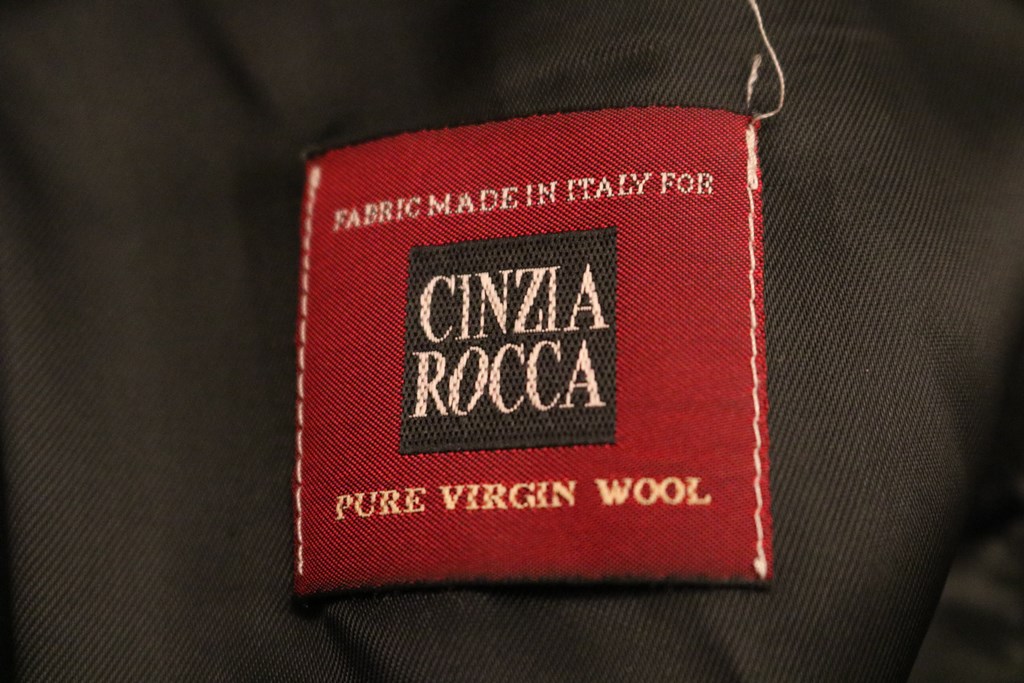 FABRIC MADE IN ITALY FOR
CINZIA
ROCCA
PURE VIRGIN WOOL